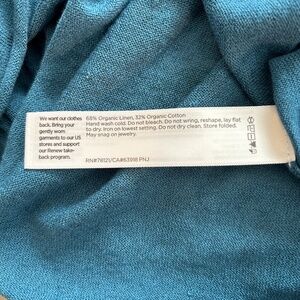 We want our clothes
back. Bring your
gently worn
garments to our US
stores and support
our Renew take-
back program.
68% Organic Linen, 32% Organic Cotton
Hand wash cold. Do not bleach. Do not wring, reshape, lay flat
to dry. Iron on lowest setting. Do not dry clean. Store folded.
May snag on jewelry.
RN#78121/CA#63918 PNJ